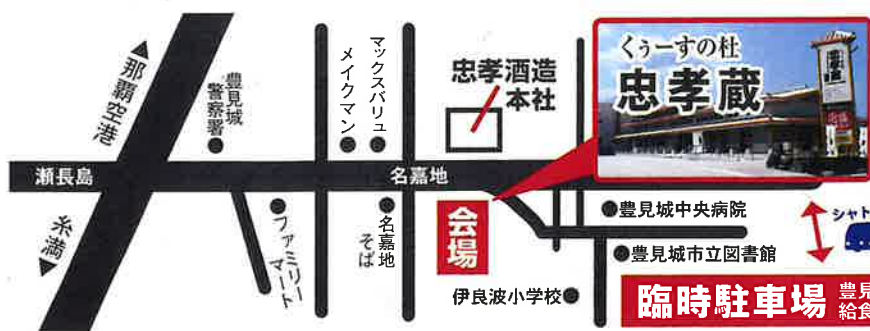 ▲那覇空港
糸満▼
瀬長島
豊見城
警察署
メイクマン
マックスバリュ
忠孝酒造
本社
くぅーすの杜
忠孝蔵
名嘉地
ファミリー
マート
名嘉地
そば
会場
豊見城中央病院
豊見城市立図書館
伊良波小学校
シャト
臨時駐車場
豊見
給食